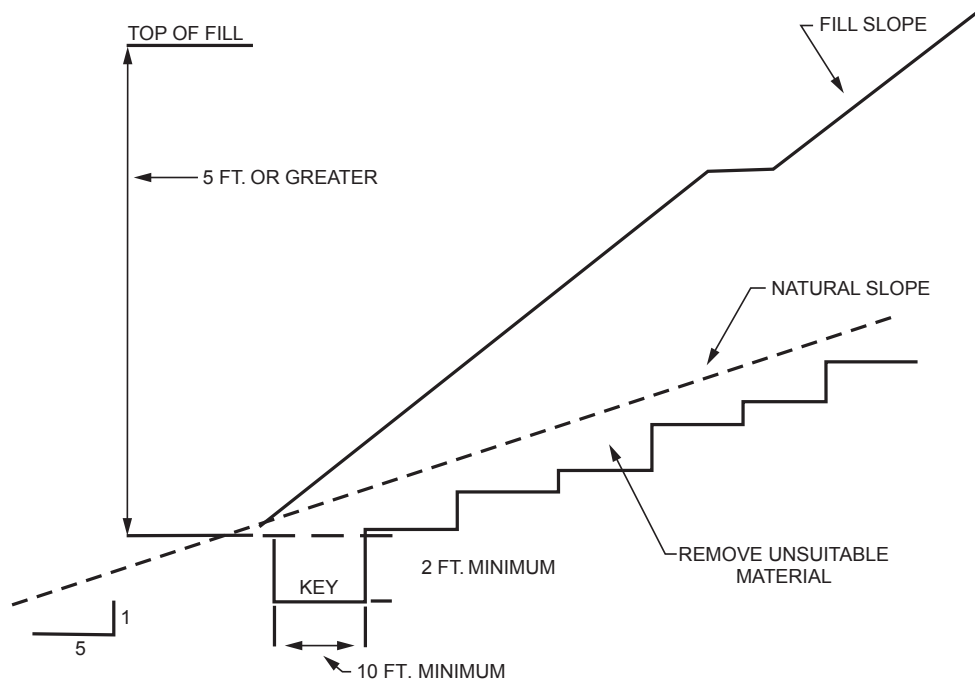 TOP OF FILL
FILL SLOPE
5 FT. OR GREATER
NATURAL SLOPE
2 FT. MINIMUM
REMOVE UNSUITABLE
MATERIAL
KEY
1
5
10 FT. MINIMUM